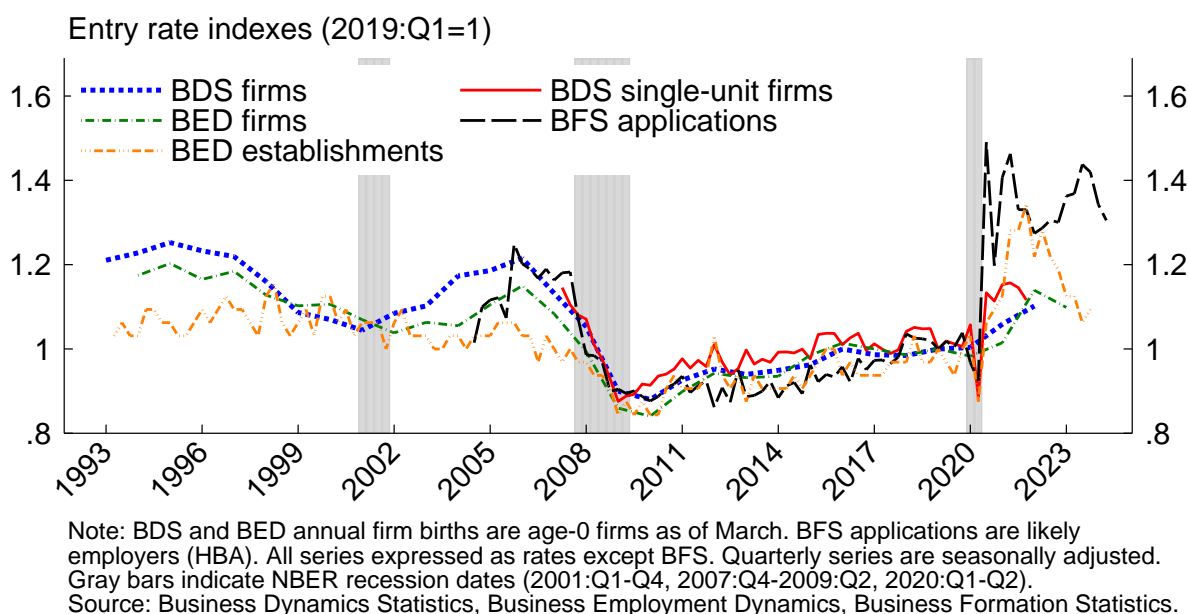 Entry rate indexes (2019:Q1=1)
BDS firms
BDS single-unit firms
BED firms
BFS applications
BED establishments
1.6
1.4
1.2
1
.8
1.6
1.4
1.2
1
.8
1993 1996 1999 2002 2005 2008 2011 2014 2017 2020 2023
Note: BDS and BED annual firm births are age-0 firms as of March. BFS applications are likely
employers (HBA). All series expressed as rates except BFS. Quarterly series are seasonally adjusted.
Gray bars indicate NBER recession dates (2001:Q1-Q4, 2007:Q4-2009:Q2, 2020:Q1-Q2).
Source: Business Dynamics Statistics, Business Employment Dynamics, Business Formation Statistics.